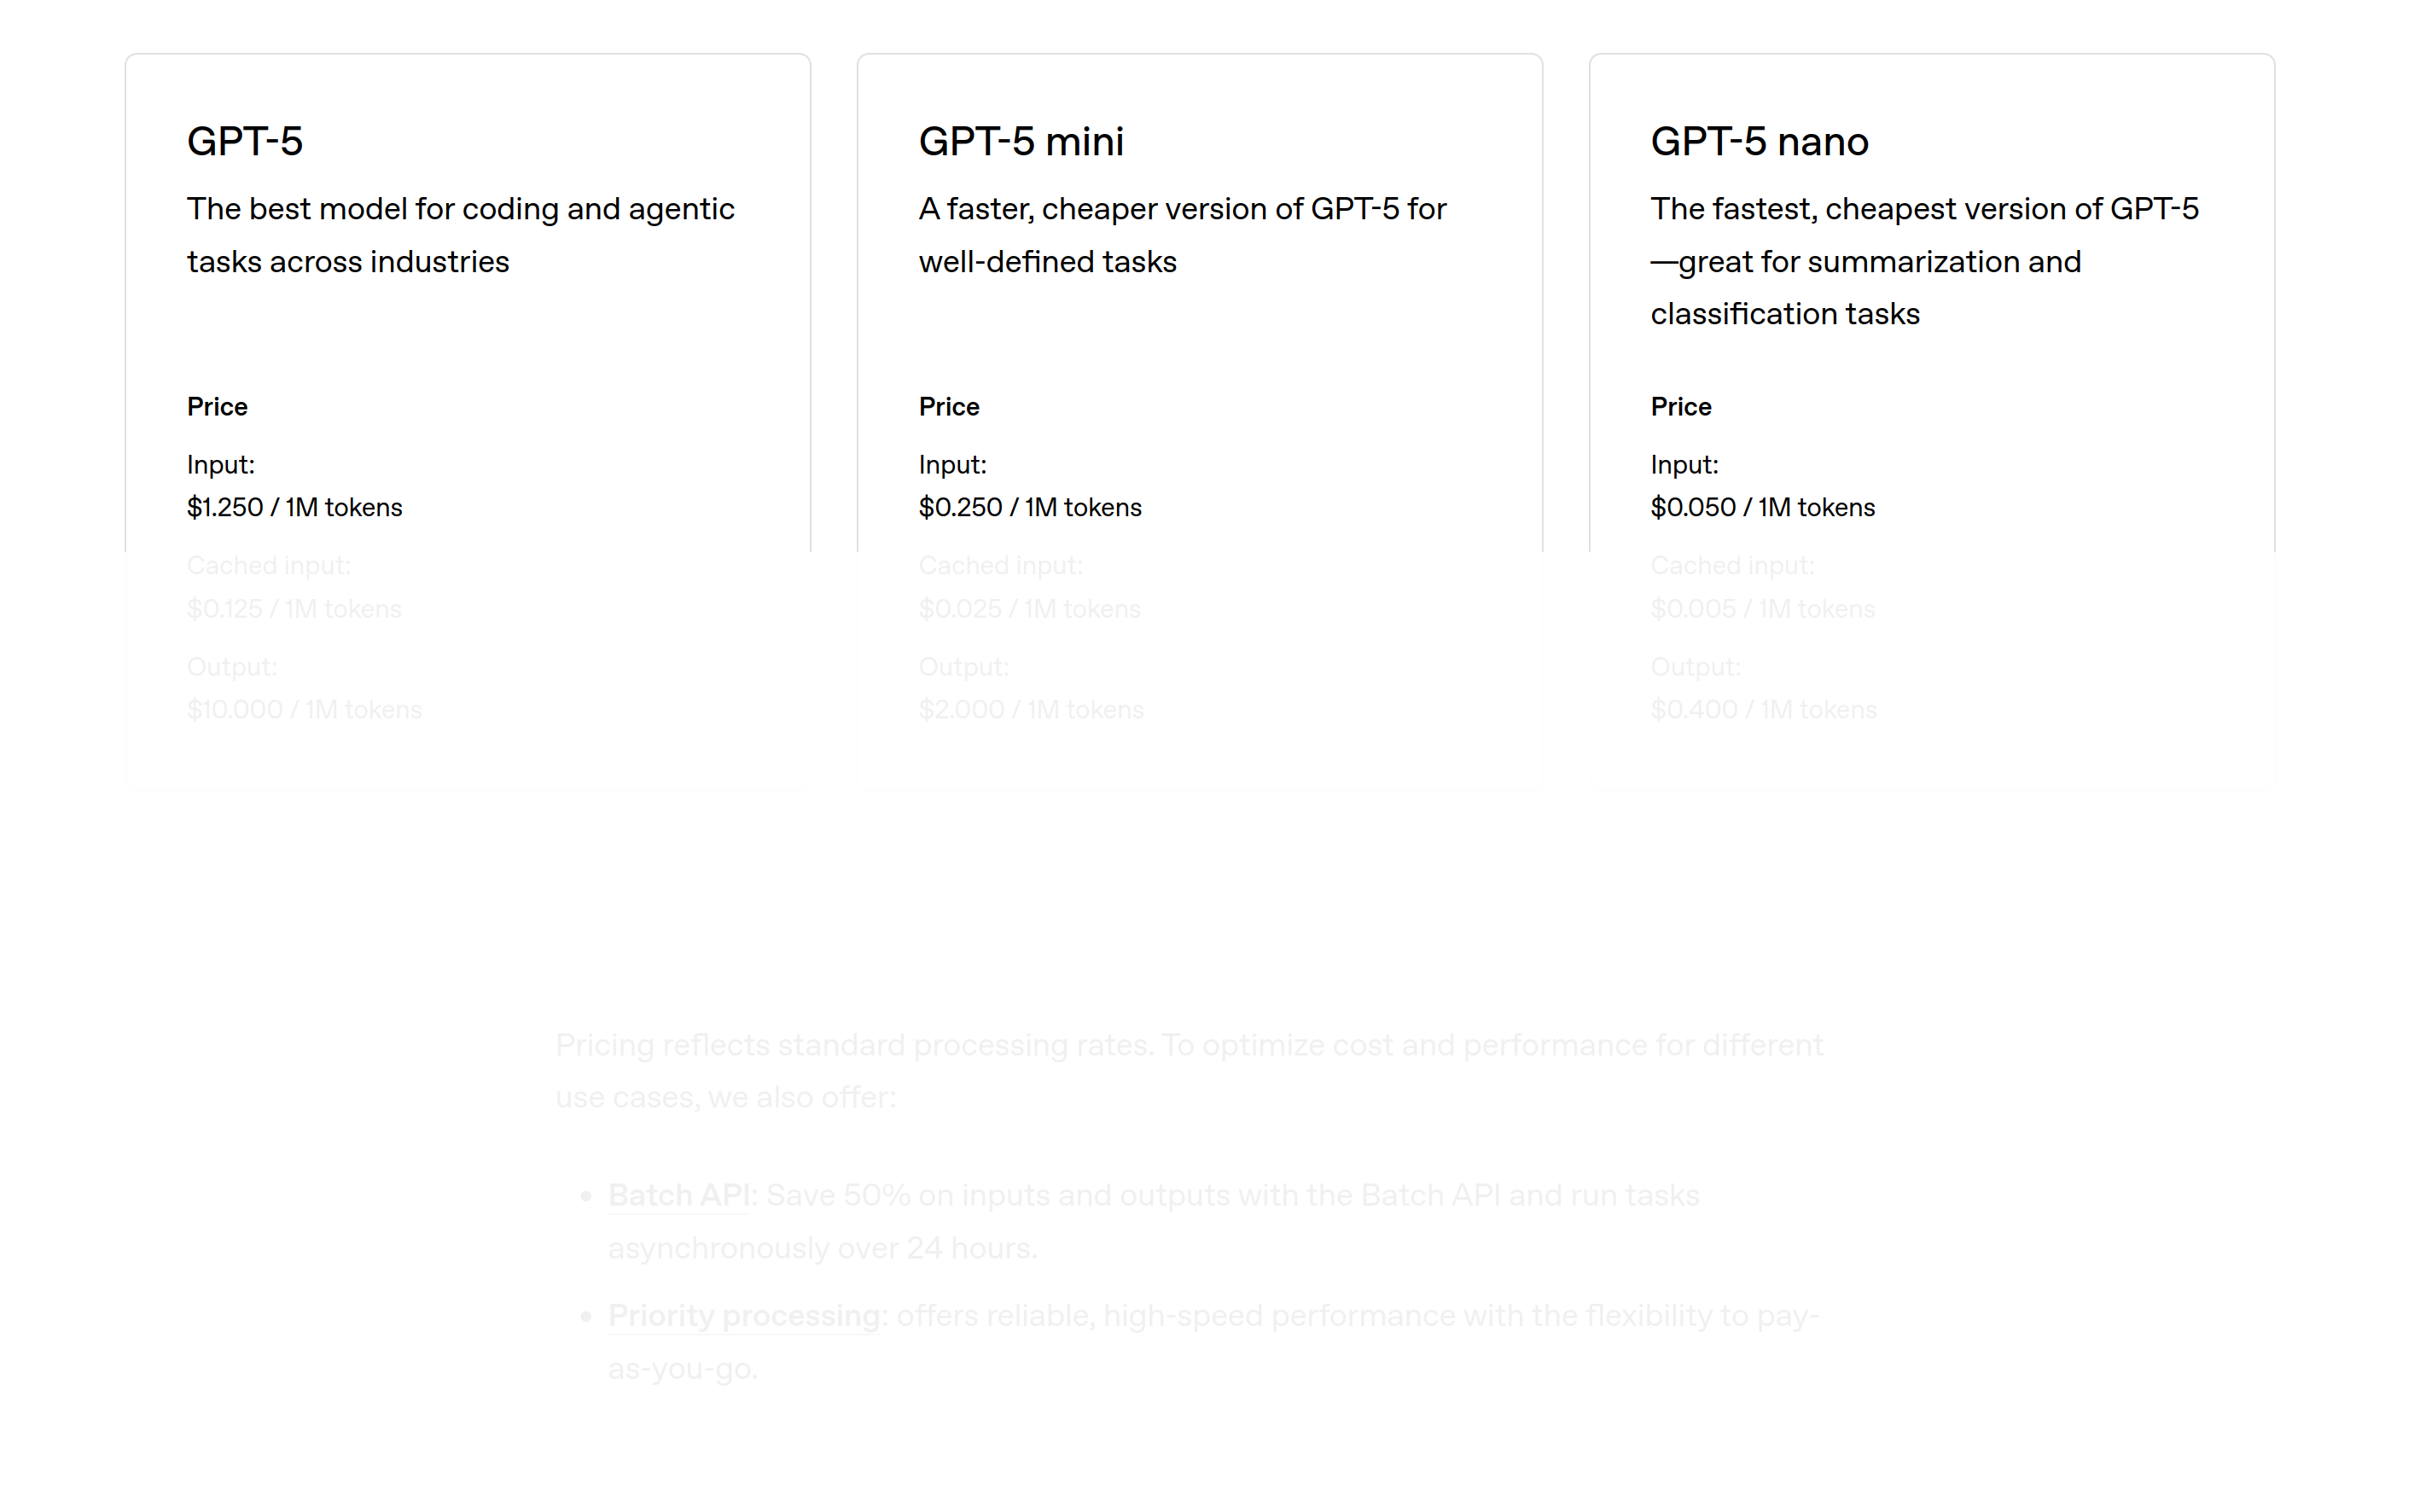 GPT-5
The best model for coding and agentic
tasks across industries
Price
Input:
$1.250 / 1M tokens
Cached input:
$0.125 / 1M tokens
Output:
$10.000 / 1M tokens
GPT-5 mini
A faster, cheaper version of GPT-5 for
well-defined tasks
Price
Input:
$0.250 / 1M tokens
Cached input:
$0.025 / 1M tokens
Output:
$2.000 / 1M tokens
GPT-5 nano
The fastest, cheapest version of GPT-5
—great for summarization and
classification tasks
Price
Input:
$0.050 / 1M tokens
Cached input:
$0.005 / 1M tokens
Output:
$0.400 / 1M tokens
Pricing reflects standard processing rates. To optimize cost and performance for different
use cases, we also offer:
• Batch API: Save 50% on inputs and outputs with the Batch API and run tasks
asynchronously over 24 hours.
• Priority processing: offers reliable, high-speed performance with the flexibility to pay-
as-you-go.